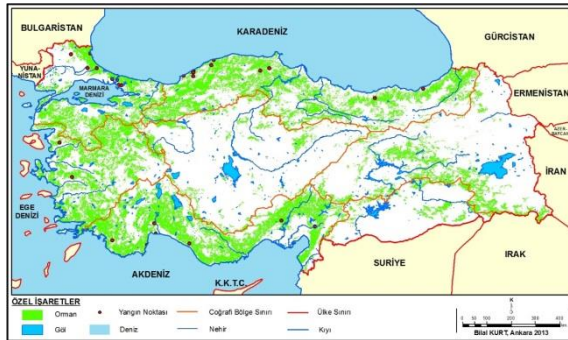 BULGARİSTAN
KARADENİZ
GÜRCİSTAN
YUNA-
NİSTAN
MARMARA
DENİZİ
ERMENİSTAN
İRAN
EGE
DENİZİ
AKDENİZ
K.K.T.C.
SURİYE
IRAK
ÖZEL İŞARETLER
Orman
Yangın Noktası
Coğrafi Bölge Sınırı
Ülke Sınırı
Göl
Deniz
Nehir
Kıyı
K
Bilal KURT, Ankara 2013